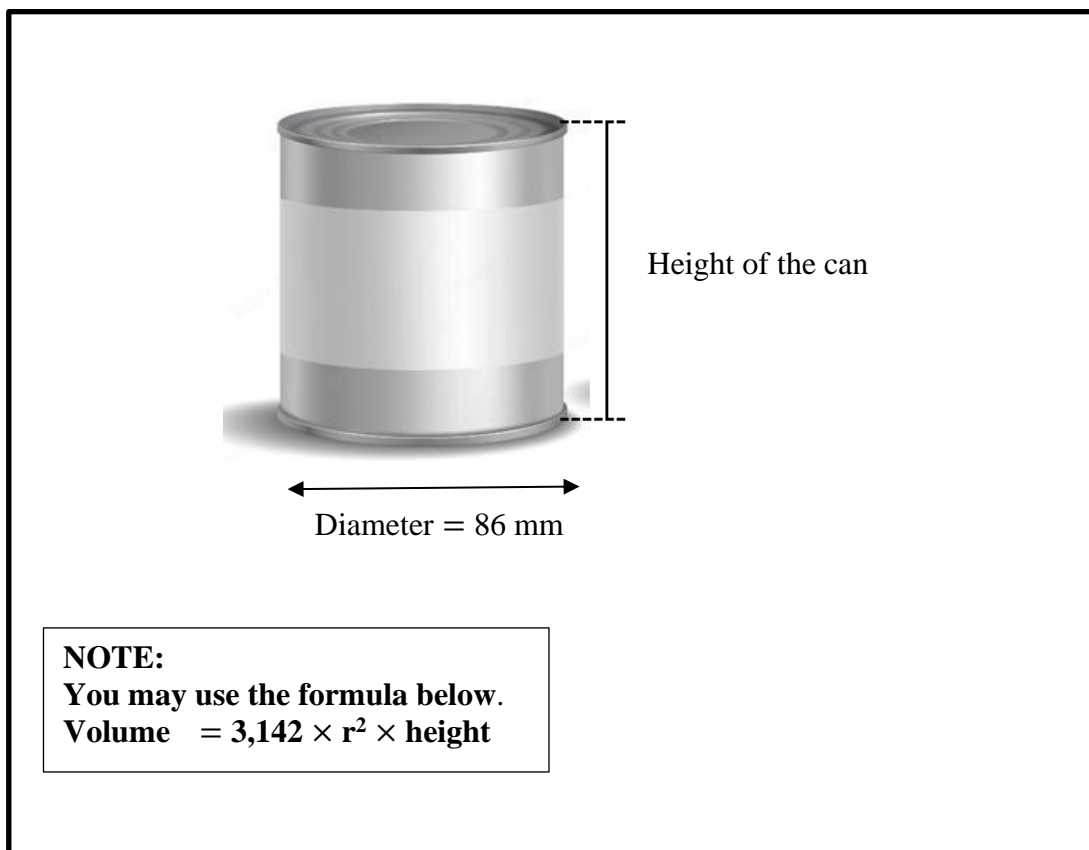 Height of the can
Diameter = 86 mm
NOTE:
You may use the formula below.
Volume = 3,142 × r² × height